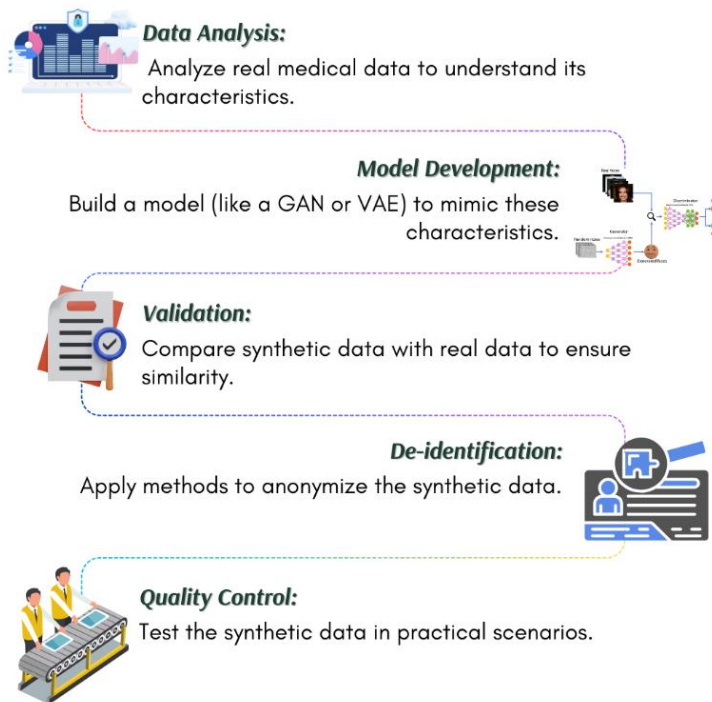 Data Analysis:
Analyze real medical data to understand its
characteristics.
Model Development:
Build a model (like a GAN or VAE) to mimic these
characteristics.
Discriminator
Generator
Validation:
Compare synthetic data with real data to ensure
similarity.
De-identification:
Apply methods to anonymize the synthetic data.
Quality Control:
Test the synthetic data in practical scenarios.